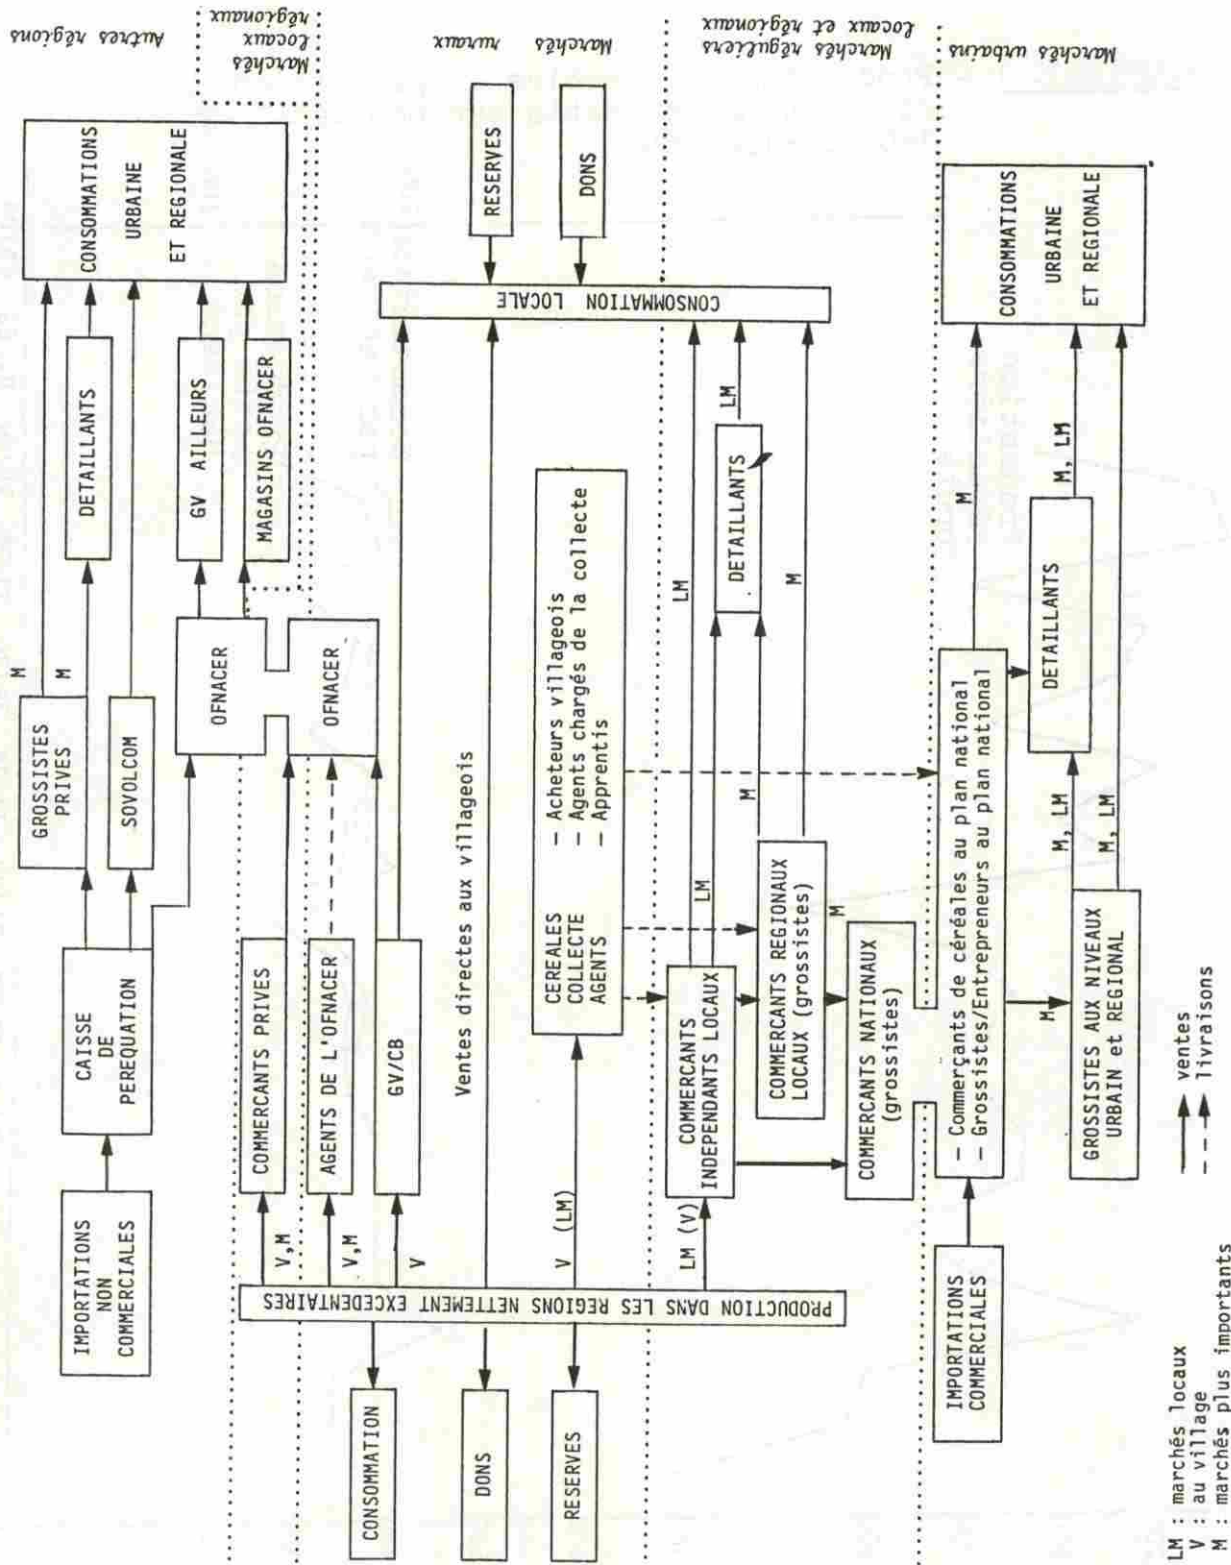 Autres régions
Marchés
locaux
régionaux
Marchés
ruraux
Marchés réguliers
locaux et régionaux
Marchés urbains
IMPORTATIONS
NON
COMMERCIALES
CAISSE
DE
PEREQUATION
GROSSISTES
PRIVES
M
M
SOVOLCOM
DETAILLANTS
CONSOMMATIONS
URBAINE
ET REGIONALE
OFNACER
GV AILLEURS
MAGASINS OFNACER
V,M
COMMERCANTS PRIVES
OFNACER
V,M
AGENTS DE L'OFNACER
V
GV/CB
PRODUCTION DANS LES REGIONS NETTEMENT EXCEDENTAIRES
CONSOMMATION
DONS
RESERVES
Ventes directes aux villageois
V (LM)
CEREALES
COLLECTE
AGENTS
– Acheteurs villageois
– Agents chargés de la collecte
– Apprentis
CONSOMMATION LOCALE
RESERVES
DONS
LM (V)
COMMERCANTS
INDEPENDANTS LOCAUX
LM
LM
DETAILLANTS
LM
COMMERCANTS REGIONAUX
LOCAUX (grossistes)
M
M
M
COMMERCANTS NATIONAUX
(grossistes)
IMPORTATIONS
COMMERCIALES
– Commerçants de céréales au plan national
– Grossistes/Entrepreneurs au plan national
M
M
GROSSISTES AUX NIVEAUX
URBAIN et REGIONAL
M, LM
M, LM
DETAILLANTS
M, LM
CONSOMMATIONS
URBAINE
ET REGIONALE
LM : marchés locaux
V : au village
M : marchés plus importants
ventes
livraisons